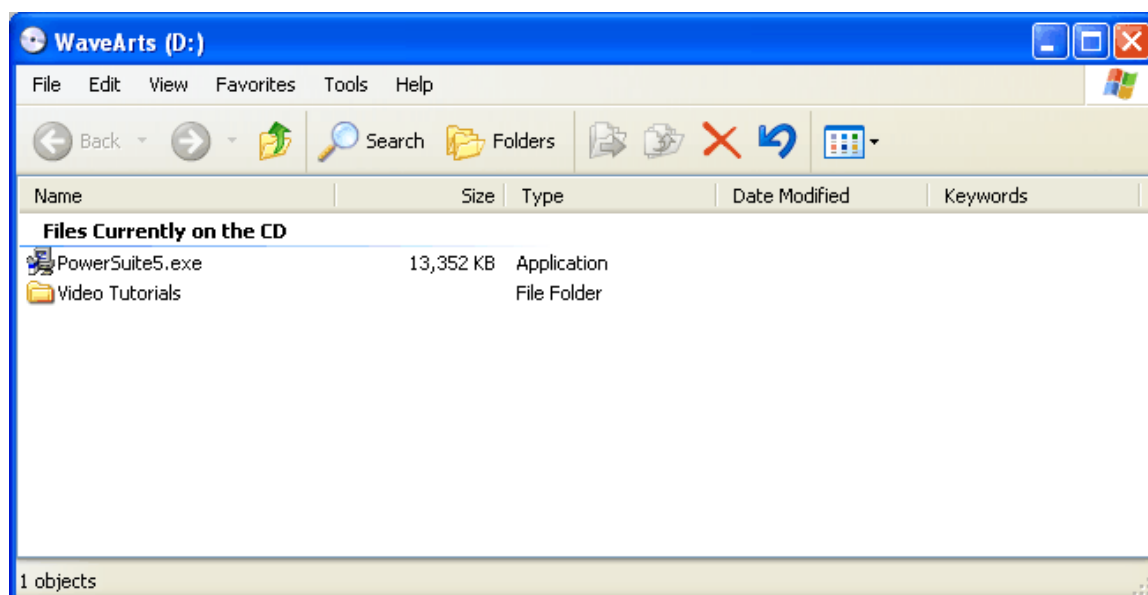 WaveArts (D:)
File Edit View Favorites Tools Help
Back Search Folders
Name Size Type Date Modified Keywords
Files Currently on the CD
PowerSuite5.exe 13,352 KB Application
Video Tutorials File Folder
1 objects